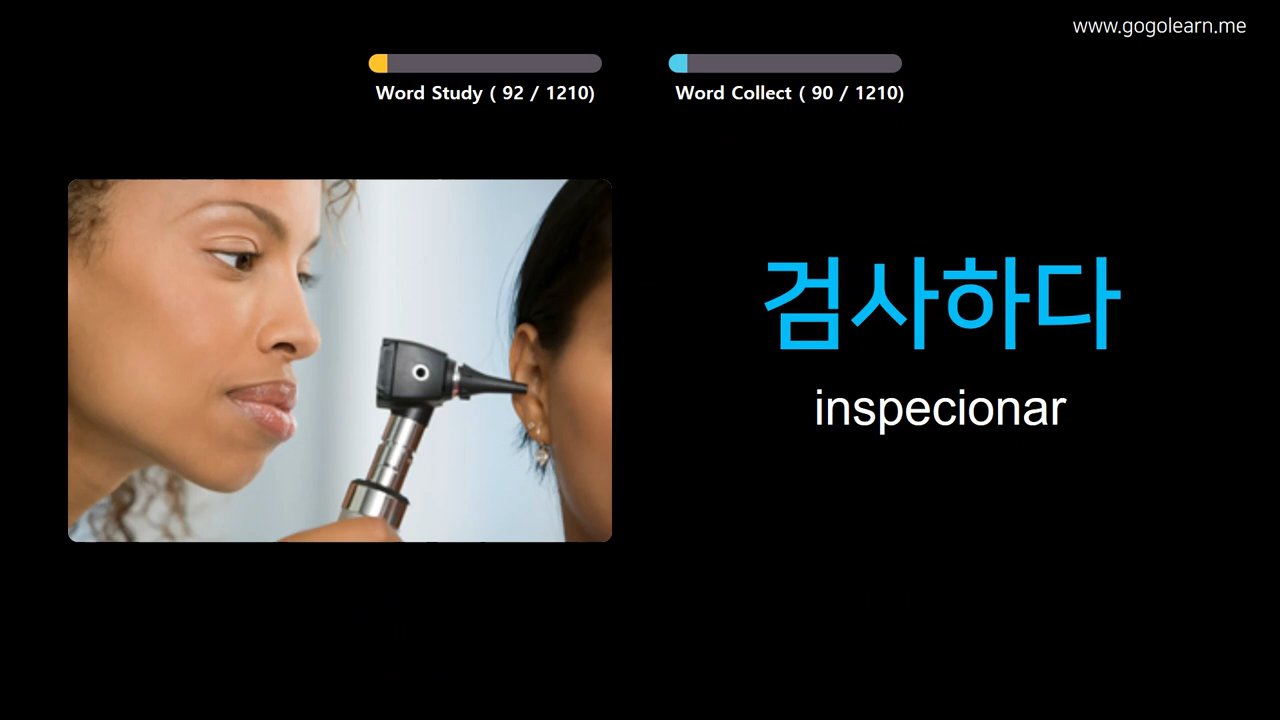 www.gogolearn.me
Word Study ( 92 / 1210)
Word Collect ( 90 / 1210)
검사하다
inspecionar